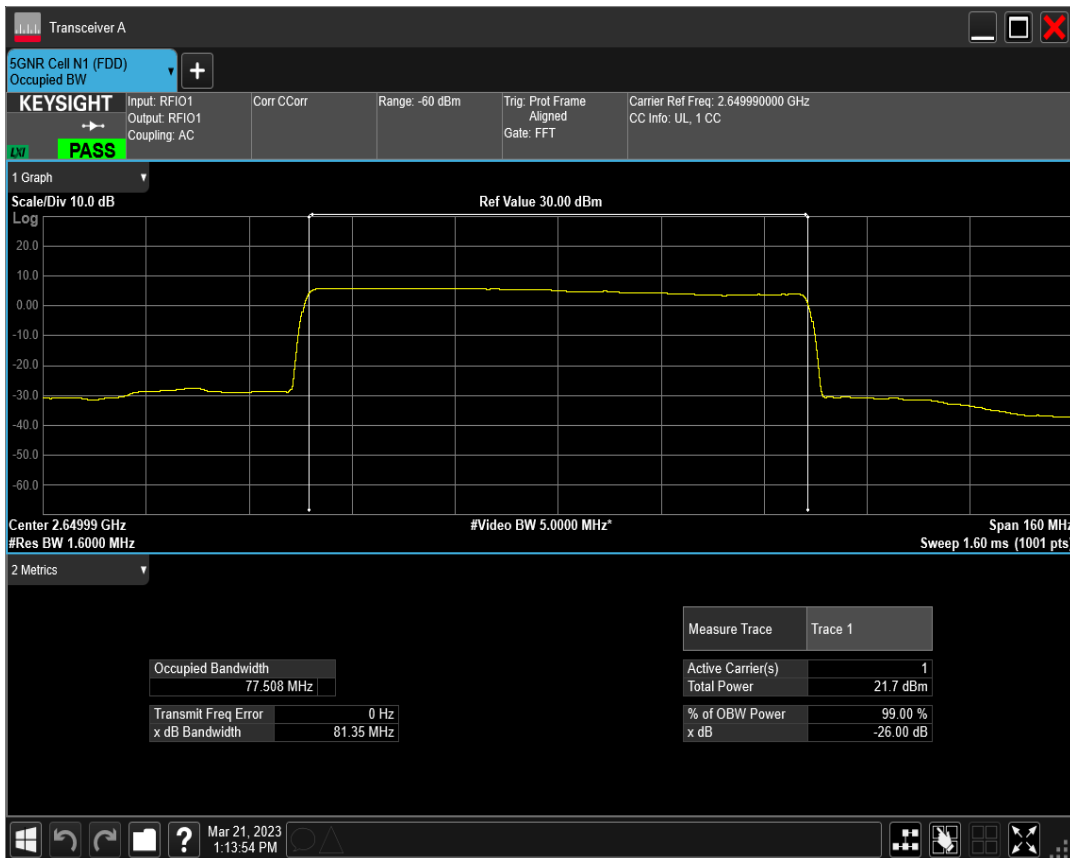 Transceiver A
5GNR Cell N1 (FDD)
Occupied BW
+
KEYSIGHT
LXI
PASS
Input: RFIO1
Output: RFIO1
Coupling: AC
Corr CCorr
Range: -60 dBm
Trig: Prot Frame
Aligned
Gate: FFT
Carrier Ref Freq: 2.649990000 GHz
CC Info: UL, 1 CC
1 Graph
Scale/Div 10.0 dB
Ref Value 30.00 dBm
Log
20.0
10.0
0.00
-10.0
-20.0
-30.0
-40.0
-50.0
-60.0
Center 2.64999 GHz
#Video BW 5.0000 MHz*
Span 160 MHz
#Res BW 1.6000 MHz
Sweep 1.60 ms (1001 pts)
2 Metrics
Measure Trace Trace 1
Occupied Bandwidth
77.508 MHz
Active Carrier(s) 1
Total Power 21.7 dBm
Transmit Freq Error 0 Hz
x dB Bandwidth 81.35 MHz
% of OBW Power 99.00 %
x dB -26.00 dB
?
Mar 21, 2023
1:13:54 PM